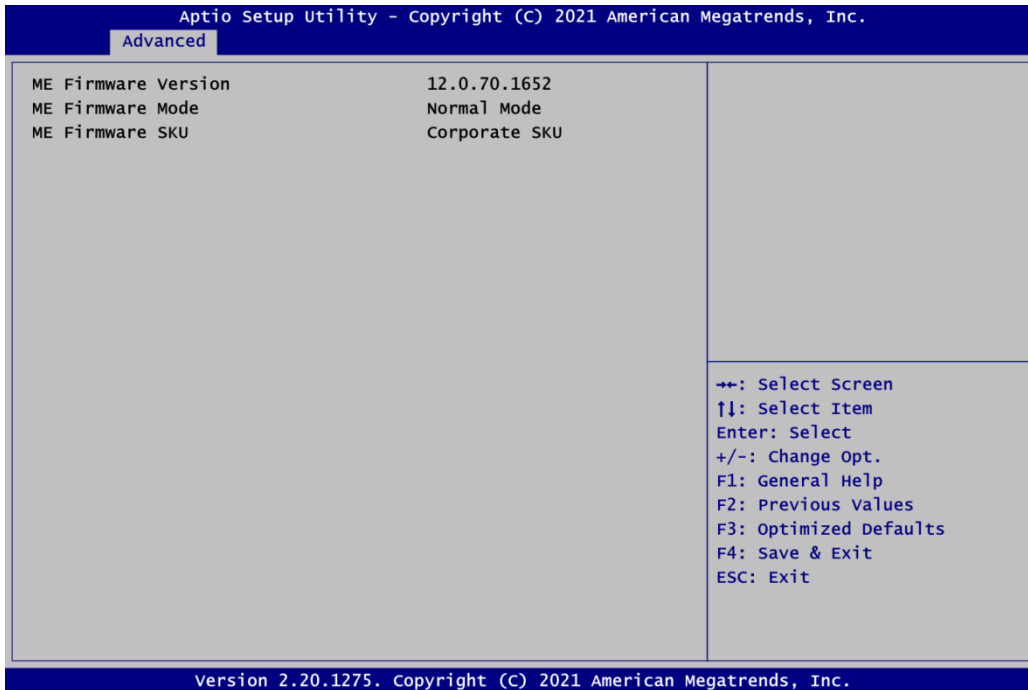 Aptio Setup Utility - Copyright (C) 2021 American Megatrends, Inc.
Advanced
ME Firmware Version 12.0.70.1652
ME Firmware Mode Normal Mode
ME Firmware SKU Corporate SKU
→←: Select Screen
↑↓: Select Item
Enter: Select
+/-: Change Opt.
F1: General Help
F2: Previous Values
F3: Optimized Defaults
F4: Save & Exit
ESC: Exit
Version 2.20.1275. Copyright (C) 2021 American Megatrends, Inc.